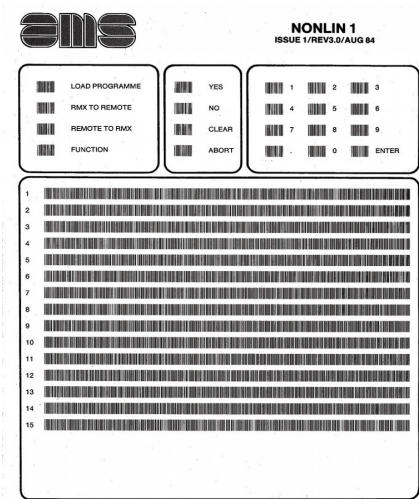 ams
NONLIN 1
ISSUE 1/REV3.0/AUG 84
LOAD PROGRAMME
RMX TO REMOTE
REMOTE TO RMX
FUNCTION
YES
NO
CLEAR
ABORT
1 2 3
4 5 6
7 8 9
. 0 ENTER
1
2
3
4
5
6
7
8
9
10
11
12
13
14
15